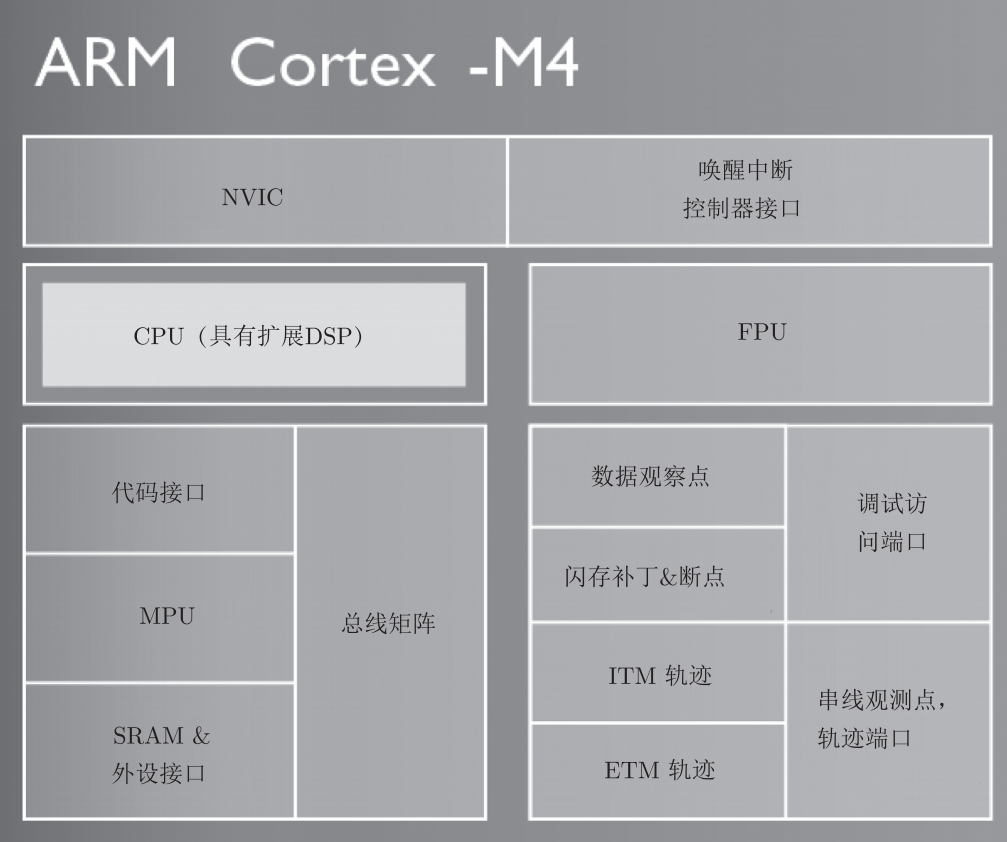 ARM Cortex -M4
NVIC
唤醒中断
控制器接口
CPU（具有扩展DSP）
FPU
代码接口
MPU
SRAM &
外设接口
总线矩阵
数据观察点
闪存补丁&断点
ITM 轨迹
ETM 轨迹
调试访
问端口
串线观测点，
轨迹端口